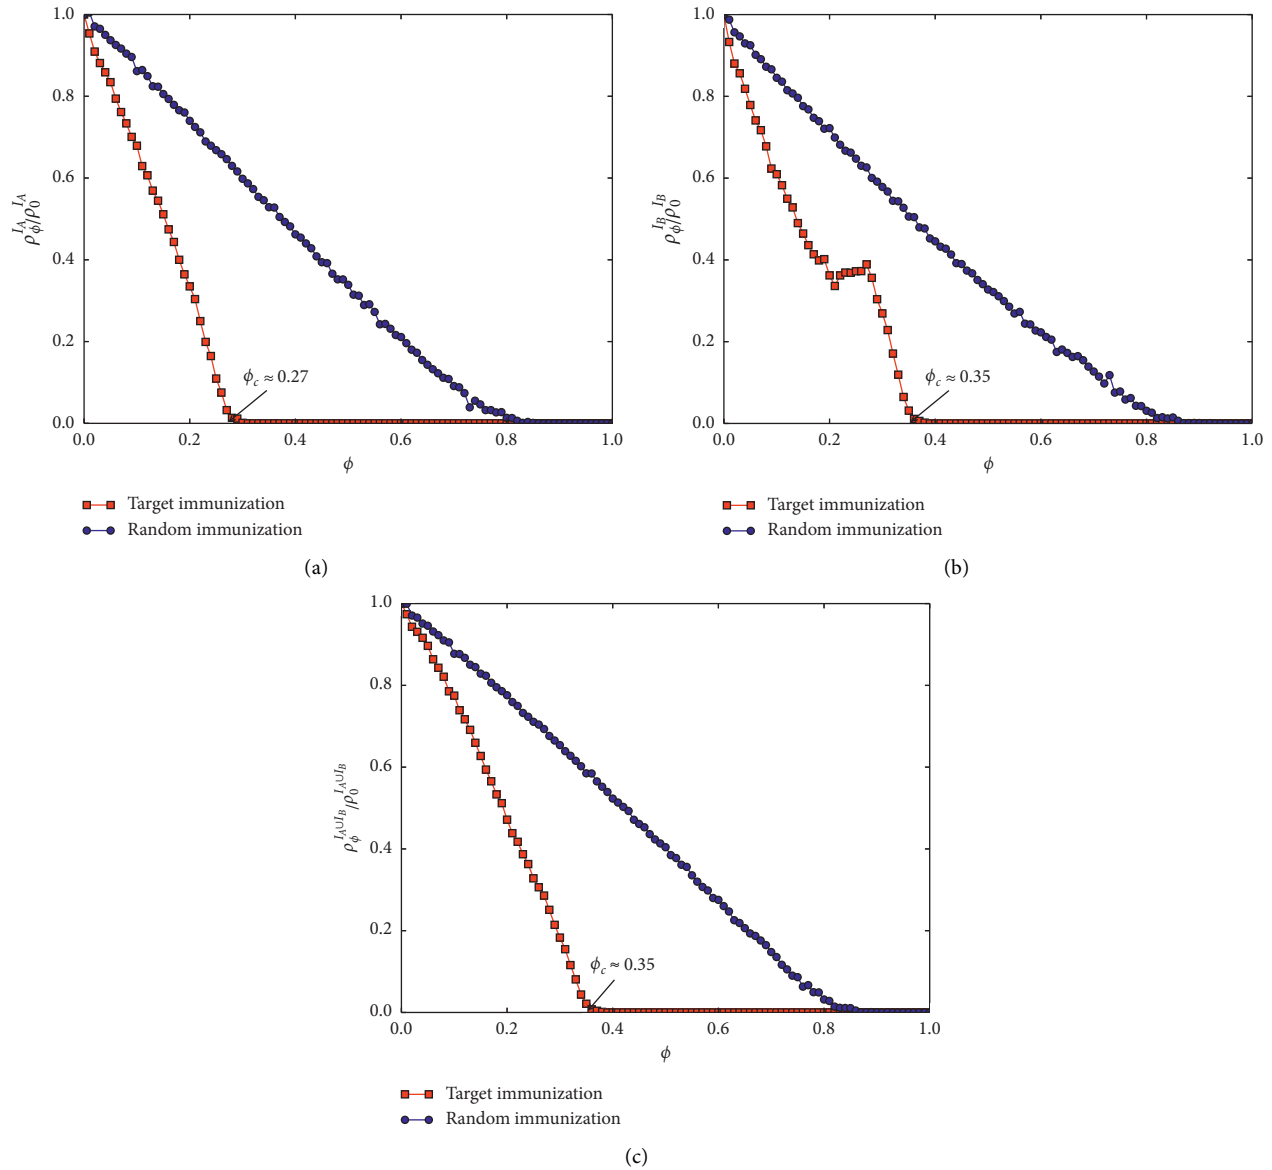 1.0
0.8
0.6
0.4
0.2
0.0
0.0 0.2 0.4 0.6 0.8 1.0
ρ_ϕ^{I_A}/ρ_0^{I_A}
ϕ_c ≈ 0.27
ϕ
Target immunization
Random immunization
(a)
1.0
0.8
0.6
0.4
0.2
0.0
0.0 0.2 0.4 0.6 0.8 1.0
ρ_ϕ^{I_B}/ρ_0^{I_B}
ϕ_c ≈ 0.35
ϕ
Target immunization
Random immunization
(b)
1.0
0.8
0.6
0.4
0.2
0.0
0.0 0.2 0.4 0.6 0.8 1.0
ρ_ϕ^{I_A∪I_B}/ρ_0^{I_A∪I_B}
ϕ_c ≈ 0.35
ϕ
Target immunization
Random immunization
(c)